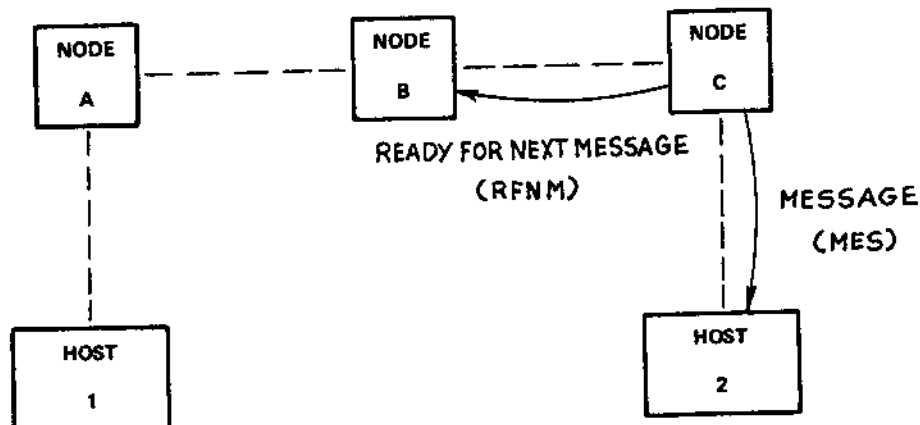 NODE
A
NODE
B
NODE
C
READY FOR NEXT MESSAGE
(RFNM)
MESSAGE
(MES)
HOST
1
HOST
2